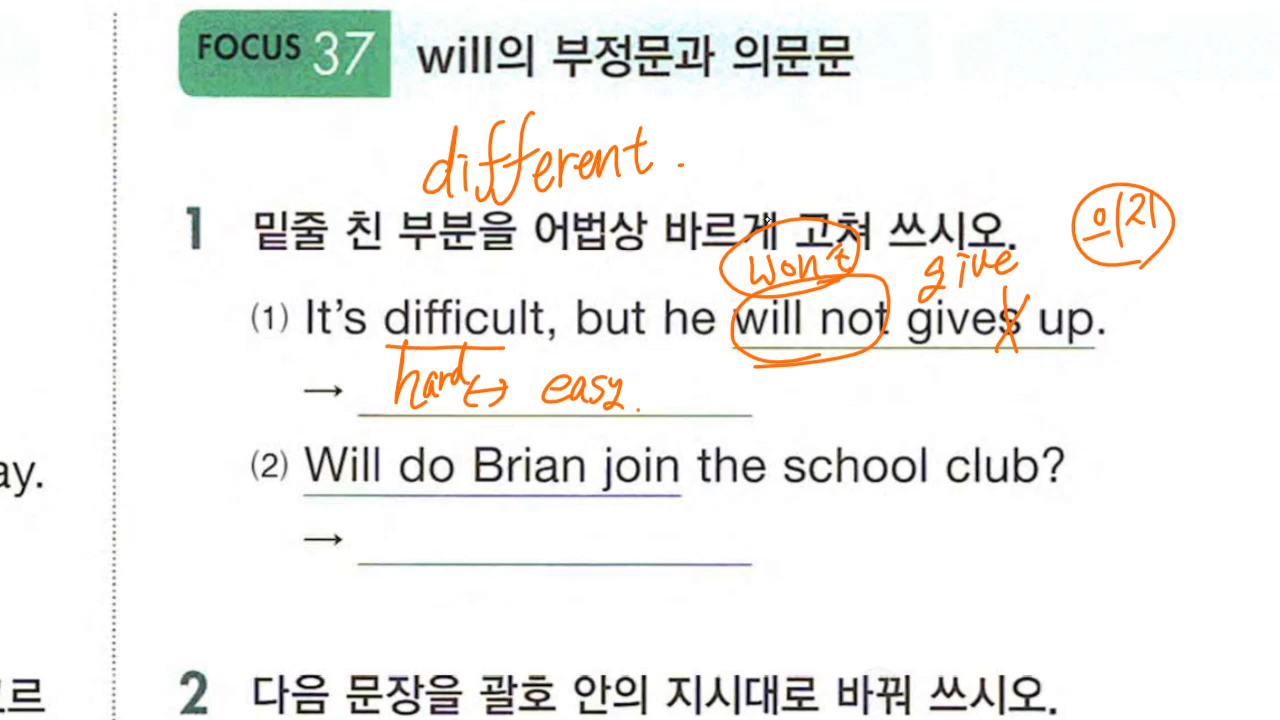 FOCUS 37 will의 부정문과 의문문
different.
1 밑줄 친 부분을 어법상 바르게 고쳐 쓰시오.
의지
won't give
(1) It's difficult, but he will not gives up.
→ hard ↔ easy.
ay.
(2) Will do Brian join the school club?
→
르
2 다음 문장을 괄호 안의 지시대로 바꿔 쓰시오.